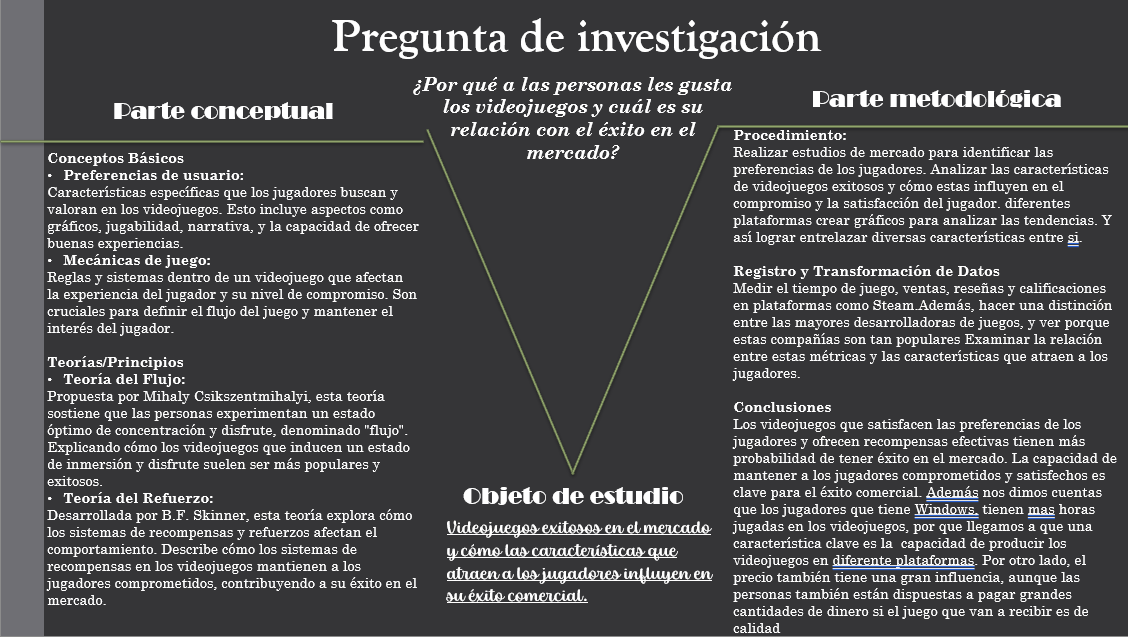 Pregunta de investigación
¿Por qué a las personas les gusta
los videojuegos y cuál es su
relación con el éxito en el
mercado?
Parte conceptual
Conceptos Básicos
• Preferencias de usuario:
Características específicas que los jugadores buscan y
valoran en los videojuegos. Esto incluye aspectos como
gráficos, jugabilidad, narrativa, y la capacidad de ofrecer
buenas experiencias.
• Mecánicas de juego:
Reglas y sistemas dentro de un videojuego que afectan
la experiencia del jugador y su nivel de compromiso. Son
cruciales para definir el flujo del juego y mantener el
interés del jugador.
Teorías/Principios
• Teoría del Flujo:
Propuesta por Mihaly Csikszentmihalyi, esta teoría
sostiene que las personas experimentan un estado
óptimo de concentración y disfrute, denominado "flujo".
Explicando cómo los videojuegos que inducen un estado
de inmersión y disfrute suelen ser más populares y
exitosos.
• Teoría del Refuerzo:
Desarrollada por B.F. Skinner, esta teoría explora cómo
los sistemas de recompensas y refuerzos afectan el
comportamiento. Describe cómo los sistemas de
recompensas en los videojuegos mantienen a los
jugadores comprometidos, contribuyendo a su éxito en el
mercado.
Objeto de estudio
Videojuegos exitosos en el mercado
y cómo las características que
atraen a los jugadores influyen en
su éxito comercial.
Parte metodológica
Procedimiento:
Realizar estudios de mercado para identificar las
preferencias de los jugadores. Analizar las características
de videojuegos exitosos y cómo estas influyen en el
compromiso y la satisfacción del jugador. diferentes
plataformas crear gráficos para analizar las tendencias. Y
así lograr entrelazar diversas características entre si.
Registro y Transformación de Datos
Medir el tiempo de juego, ventas, reseñas y calificaciones
en plataformas como Steam.Además, hacer una distinción
entre las mayores desarrolladoras de juegos, y ver porque
estas compañías son tan populares Examinar la relación
entre estas métricas y las características que atraen a los
jugadores.
Conclusiones
Los videojuegos que satisfacen las preferencias de los
jugadores y ofrecen recompensas efectivas tienen más
probabilidad de tener éxito en el mercado. La capacidad de
mantener a los jugadores comprometidos y satisfechos es
clave para el éxito comercial. Además nos dimos cuentas
que los jugadores que tiene Windows, tienen mas horas
jugadas en los videojuegos, por que llegamos a que una
característica clave es la  capacidad de producir los
videojuegos en diferente plataformas. Por otro lado, el
precio también tiene una gran influencia, aunque las
personas también están dispuestas a pagar grandes
cantidades de dinero si el juego que van a recibir es de
calidad